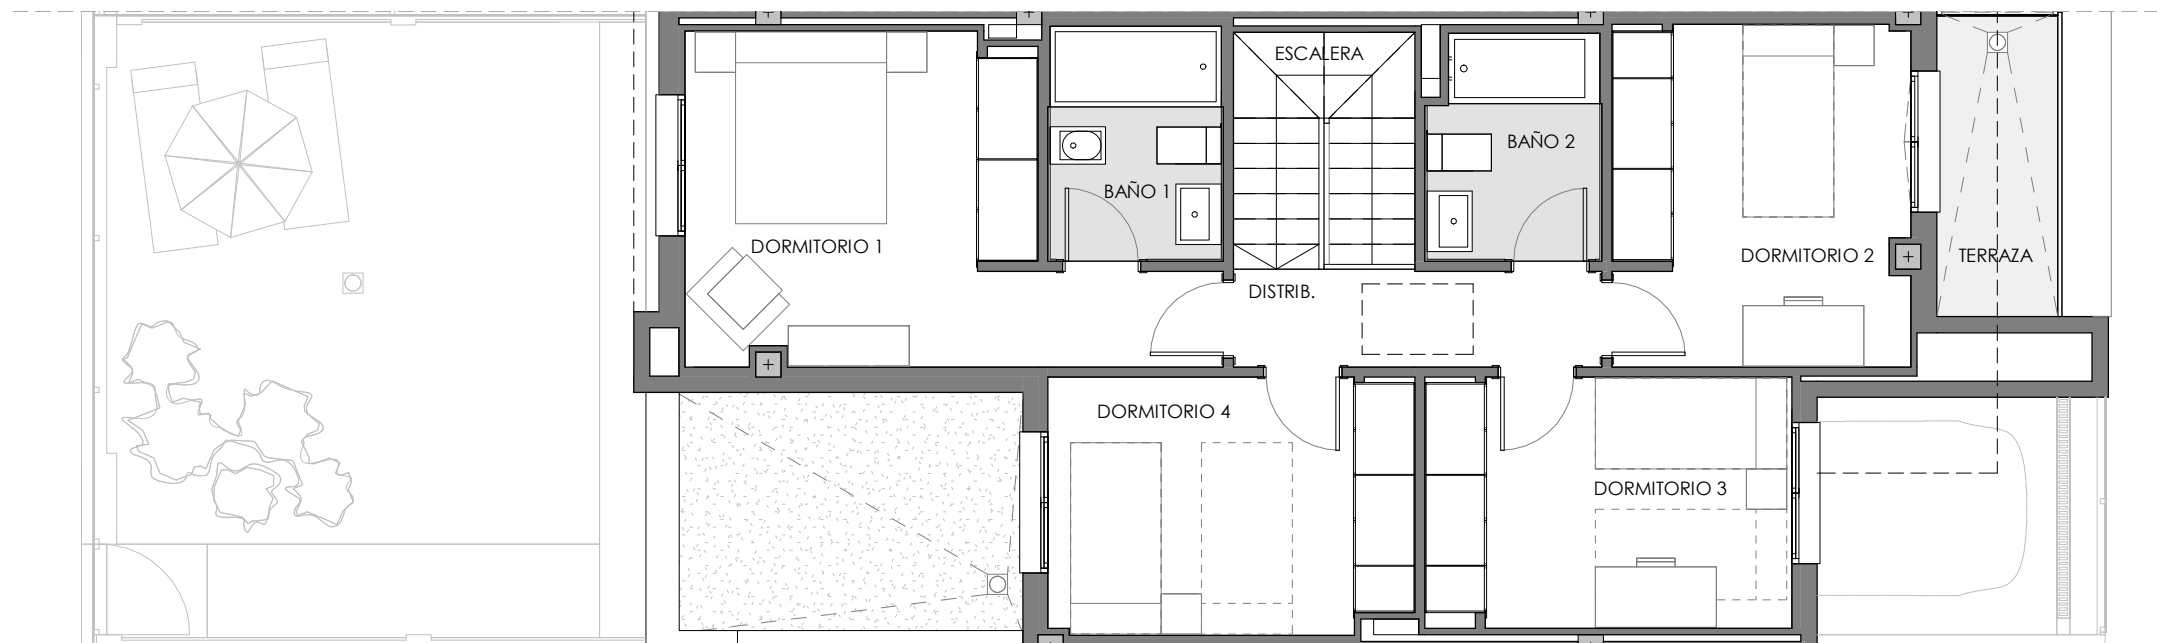 ESCALERA
BAÑO 2
BAÑO 1
DORMITORIO 1
DORMITORIO 2
TERRAZA
DISTRIB.
DORMITORIO 4
DORMITORIO 3